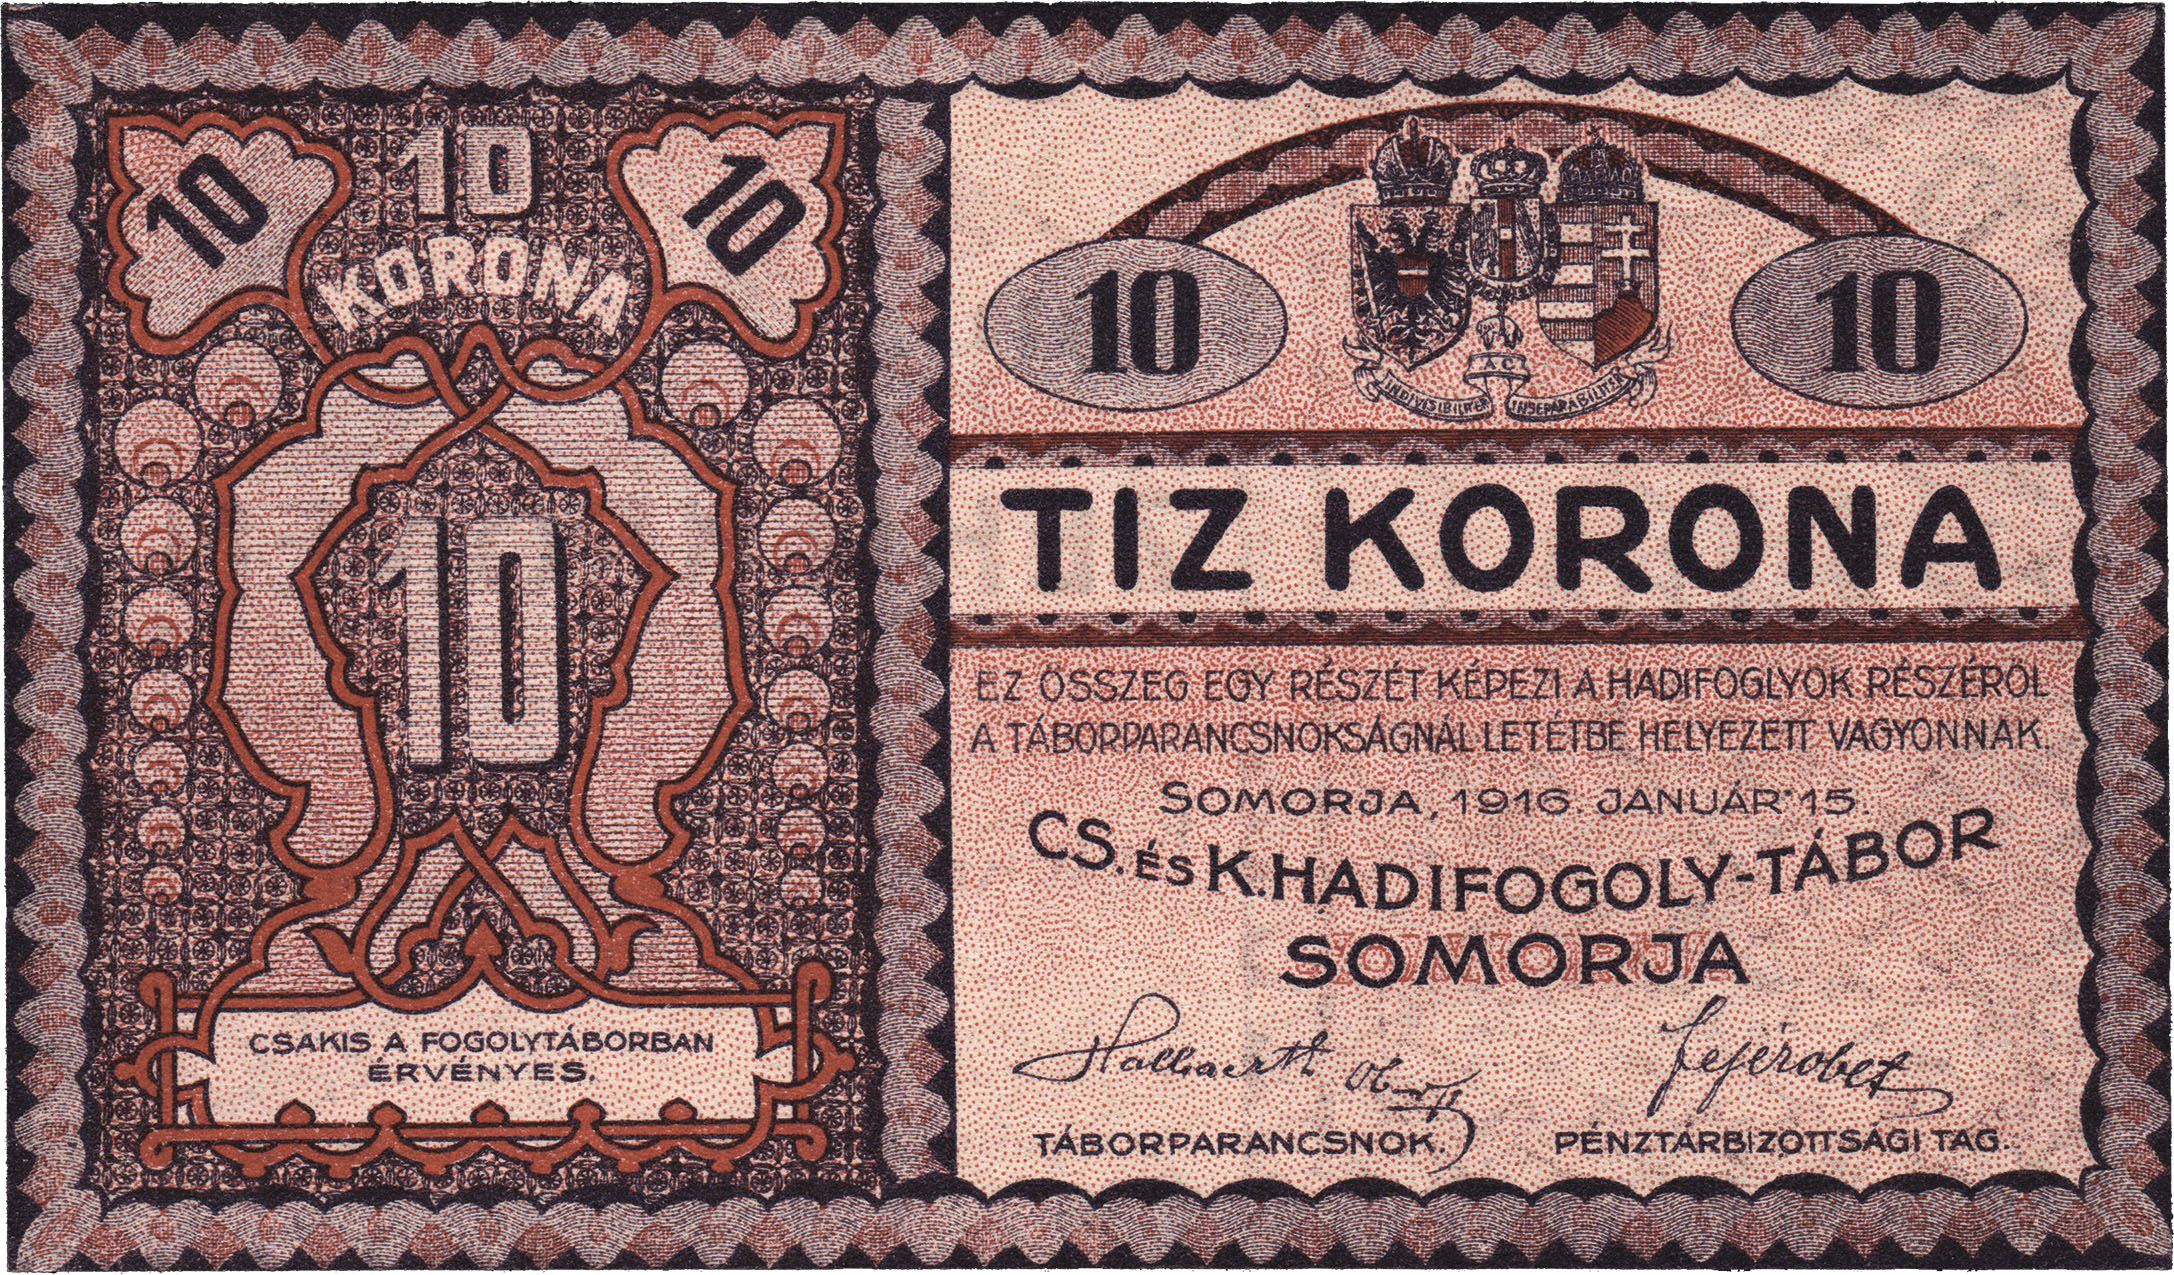 10
10
10
KORONA
10
CSAKIS A FOGOLYTÁBORBAN
ÉRVÉNYES.
10
10
INDIVISIBILITER INSEPARABILITER
TIZ KORONA
EZ ÖSSZEG EGY RÉSZÉT KÉPEZI A HADIFOGLYOK RÉSZÉRŐL
A TÁBORPARANCSNOKSÁGNÁL LETÉTBE HELYEZETT VAGYONNAK.
SOMORJA, 1916 JANUÁR 15.
CS. ÉS K. HADIFOGOLY-TÁBOR
SOMORJA
TÁBORPARANCSNOK.
PÉNZTÁRBIZOTTSÁGI TAG.